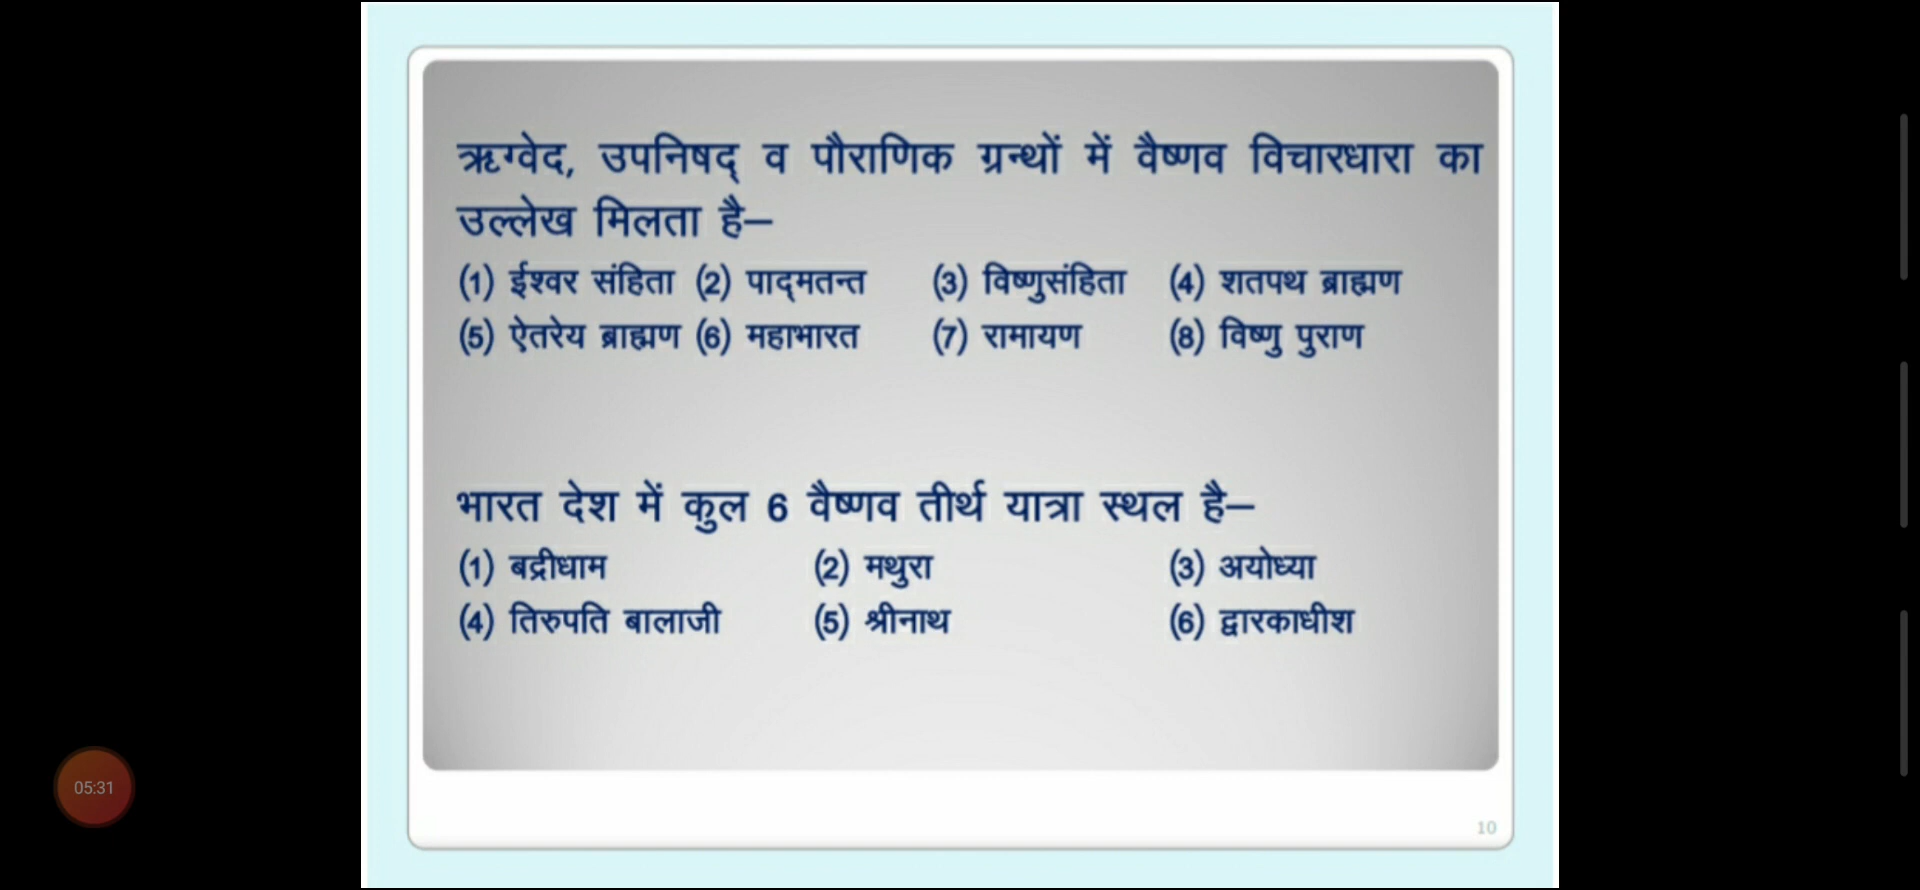 ऋग्वेद, उपनिषद् व पौराणिक ग्रन्थों में वैष्णव विचारधारा का
उल्लेख मिलता है–
(1) ईश्वर संहिता (2) पाद्मतन्त (3) विष्णुसंहिता (4) शतपथ ब्राह्मण
(5) ऐतरेय ब्राह्मण (6) महाभारत (7) रामायण (8) विष्णु पुराण
भारत देश में कुल 6 वैष्णव तीर्थ यात्रा स्थल है–
(1) बद्रीधाम (2) मथुरा (3) अयोध्या
(4) तिरुपति बालाजी (5) श्रीनाथ (6) द्वारकाधीश
05:31
10